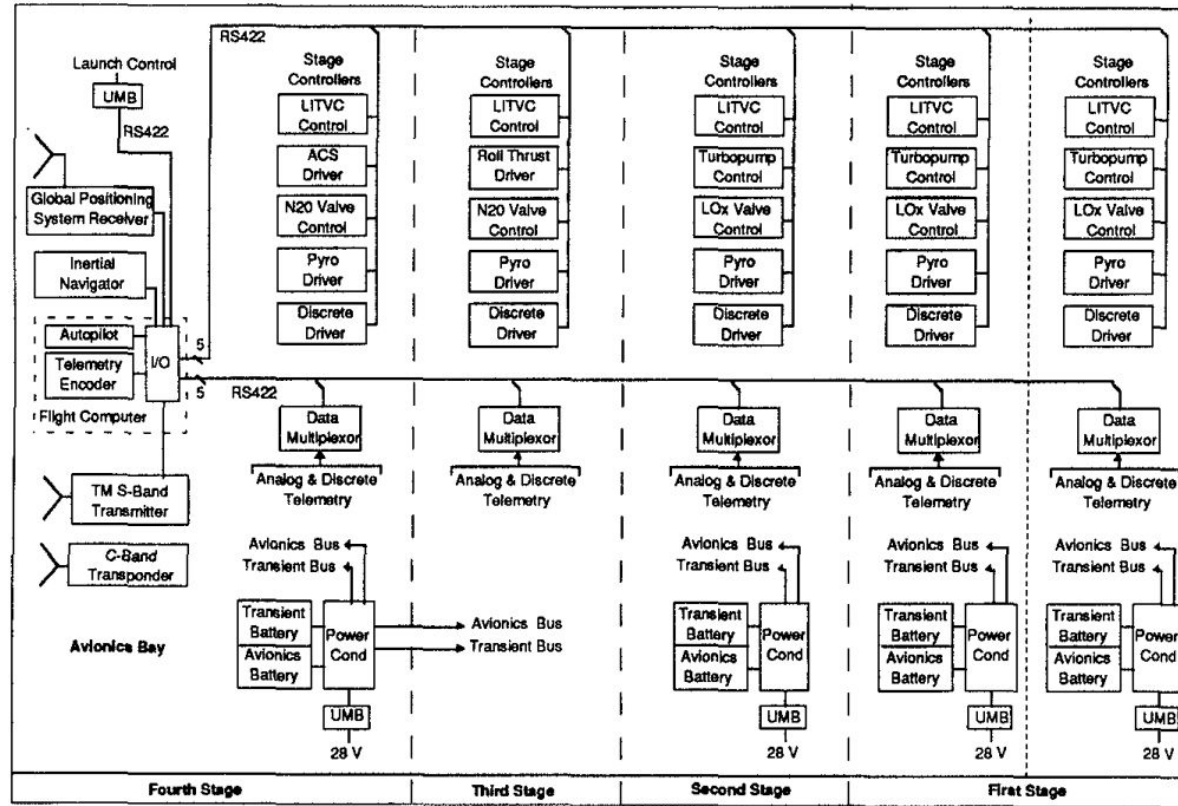 RS422
Launch Control
UMB
RS422
Global Positioning
System Receiver
Inertial
Navigator
Autopilot
Telemetry
Encoder
I/O
Flight Computer
5
5
RS422
TM S-Band
Transmitter
C-Band
Transponder
Avionics Bay
Stage
Controllers
LITVC
Control
ACS
Driver
N20 Valve
Control
Pyro
Driver
Discrete
Driver
Data
Multiplexor
Analog & Discrete
Telemetry
Avionics Bus
Transient Bus
Transient
Battery
Avionics
Battery
Power
Cond
UMB
28 V
Stage
Controllers
LITVC
Control
Roll Thrust
Driver
N20 Valve
Control
Pyro
Driver
Discrete
Driver
Data
Multiplexor
Analog & Discrete
Telemetry
Avionics Bus
Transient Bus
Stage
Controllers
LITVC
Control
Turbopump
Control
LOx Valve
Control
Pyro
Driver
Discrete
Driver
Data
Multiplexor
Analog & Discrete
Telemetry
Avionics Bus
Transient Bus
Transient
Battery
Avionics
Battery
Power
Cond
UMB
28 V
Stage
Controllers
LITVC
Control
Turbopump
Control
LOx Valve
Control
Pyro
Driver
Discrete
Driver
Data
Multiplexor
Analog & Discrete
Telemetry
Avionics Bus
Transient Bus
Transient
Battery
Avionics
Battery
Power
Cond
UMB
28 V
Stage
Controllers
LITVC
Control
Turbopump
Control
LOx Valve
Control
Pyro
Driver
Discrete
Driver
Data
Multiplexor
Analog & Discrete
Telemetry
Avionics Bus
Transient Bus
Transient
Battery
Avionics
Battery
Power
Cond
UMB
28 V
Fourth Stage
Third Stage
Second Stage
First Stage